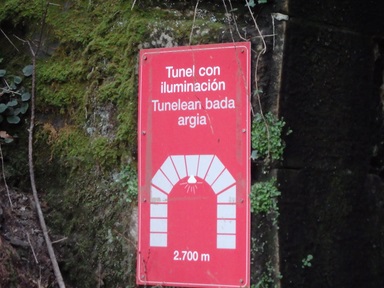 Tunel con
iluminación
Tunelean bada
argia
2.700 m